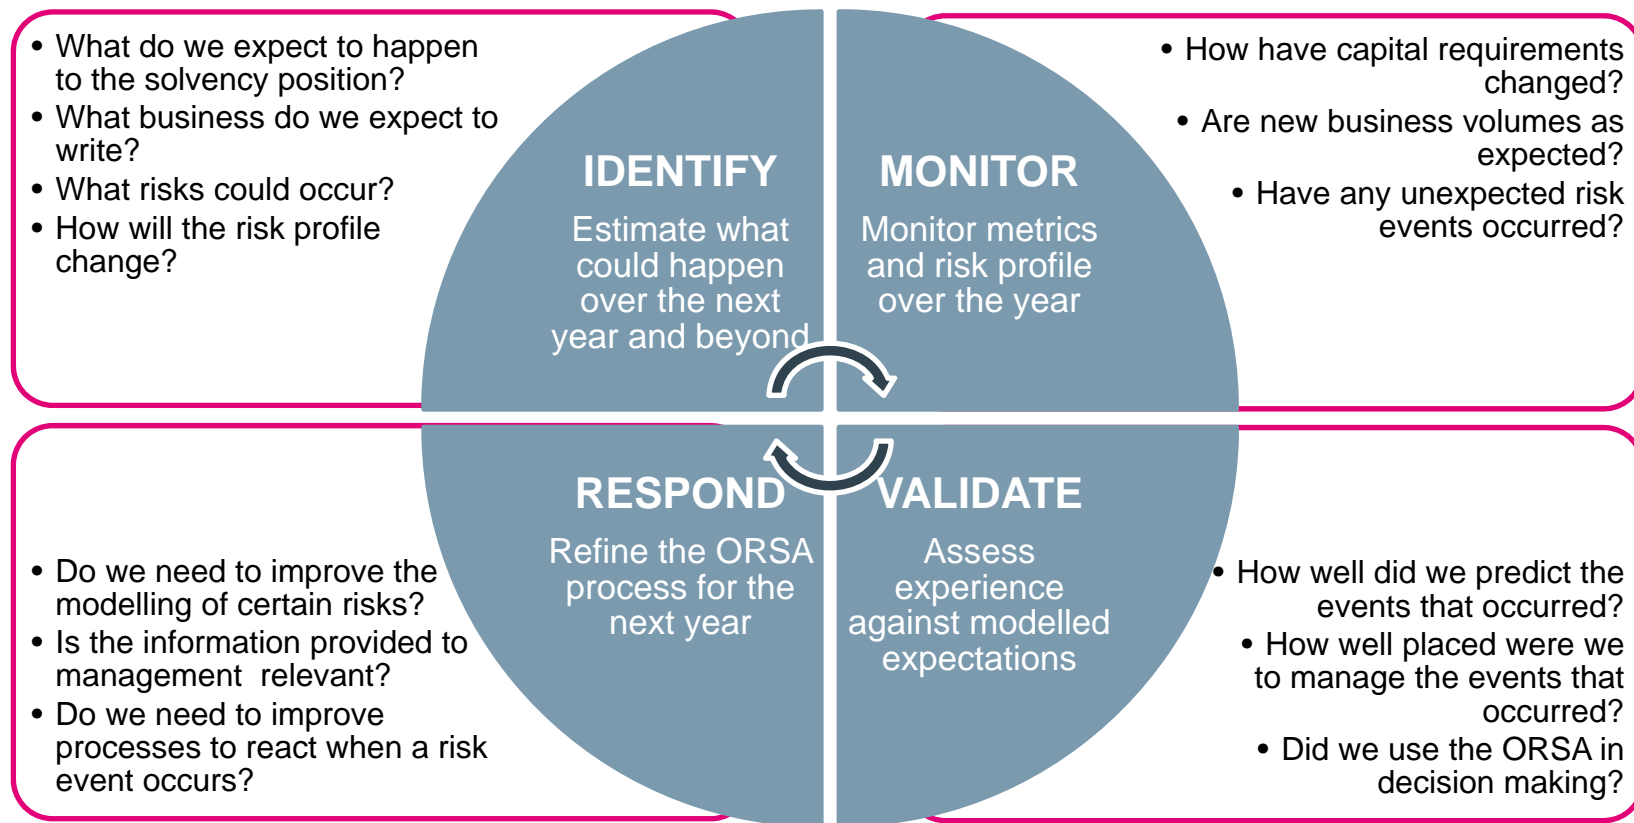 • What do we expect to happen
to the solvency position?
• What business do we expect to
write?
• What risks could occur?
• How will the risk profile
change?
IDENTIFY
Estimate what
could happen
over the next
year and beyond
MONITOR
Monitor metrics
and risk profile
over the year
• How have capital requirements
changed?
• Are new business volumes as
expected?
• Have any unexpected risk
events occurred?
• Do we need to improve the
modelling of certain risks?
• Is the information provided to
management  relevant?
• Do we need to improve
processes to react when a risk
event occurs?
RESPOND
Refine the ORSA
process for the
next year
VALIDATE
Assess
experience
against modelled
expectations
• How well did we predict the
events that occurred?
• How well placed were we
to manage the events that
occurred?
• Did we use the ORSA in
decision making?